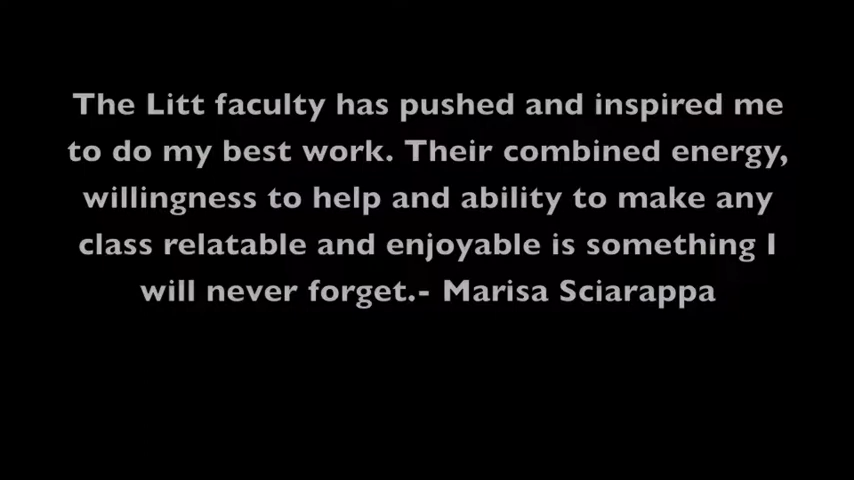 The Litt faculty has pushed and inspired me
to do my best work. Their combined energy,
willingness to help and ability to make any
class relatable and enjoyable is something I
will never forget.- Marisa Sciarappa